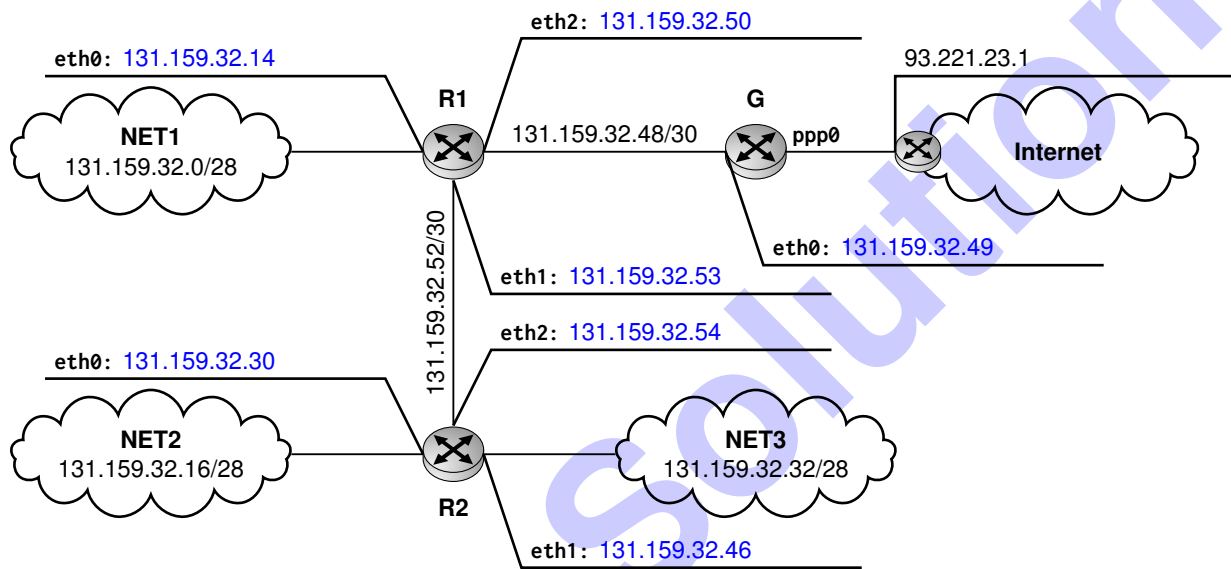 eth2: 131.159.32.50
eth0: 131.159.32.14
93.221.23.1
R1
G
NET1
131.159.32.0/28
131.159.32.48/30
ppp0
Internet
131.159.32.52/30
eth0: 131.159.32.49
eth1: 131.159.32.53
eth2: 131.159.32.54
eth0: 131.159.32.30
NET2
131.159.32.16/28
NET3
131.159.32.32/28
R2
eth1: 131.159.32.46
Solution